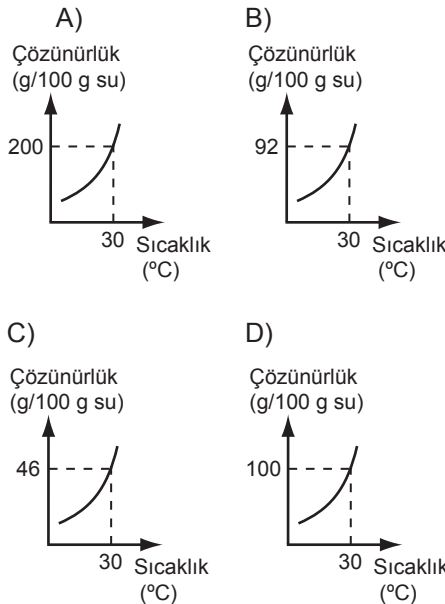 A)
Çözünürlük
(g/100 g su)
200
30
Sıcaklık
(ºC)
B)
Çözünürlük
(g/100 g su)
92
30
Sıcaklık
(ºC)
C)
Çözünürlük
(g/100 g su)
46
30
Sıcaklık
(ºC)
D)
Çözünürlük
(g/100 g su)
100
30
Sıcaklık
(ºC)